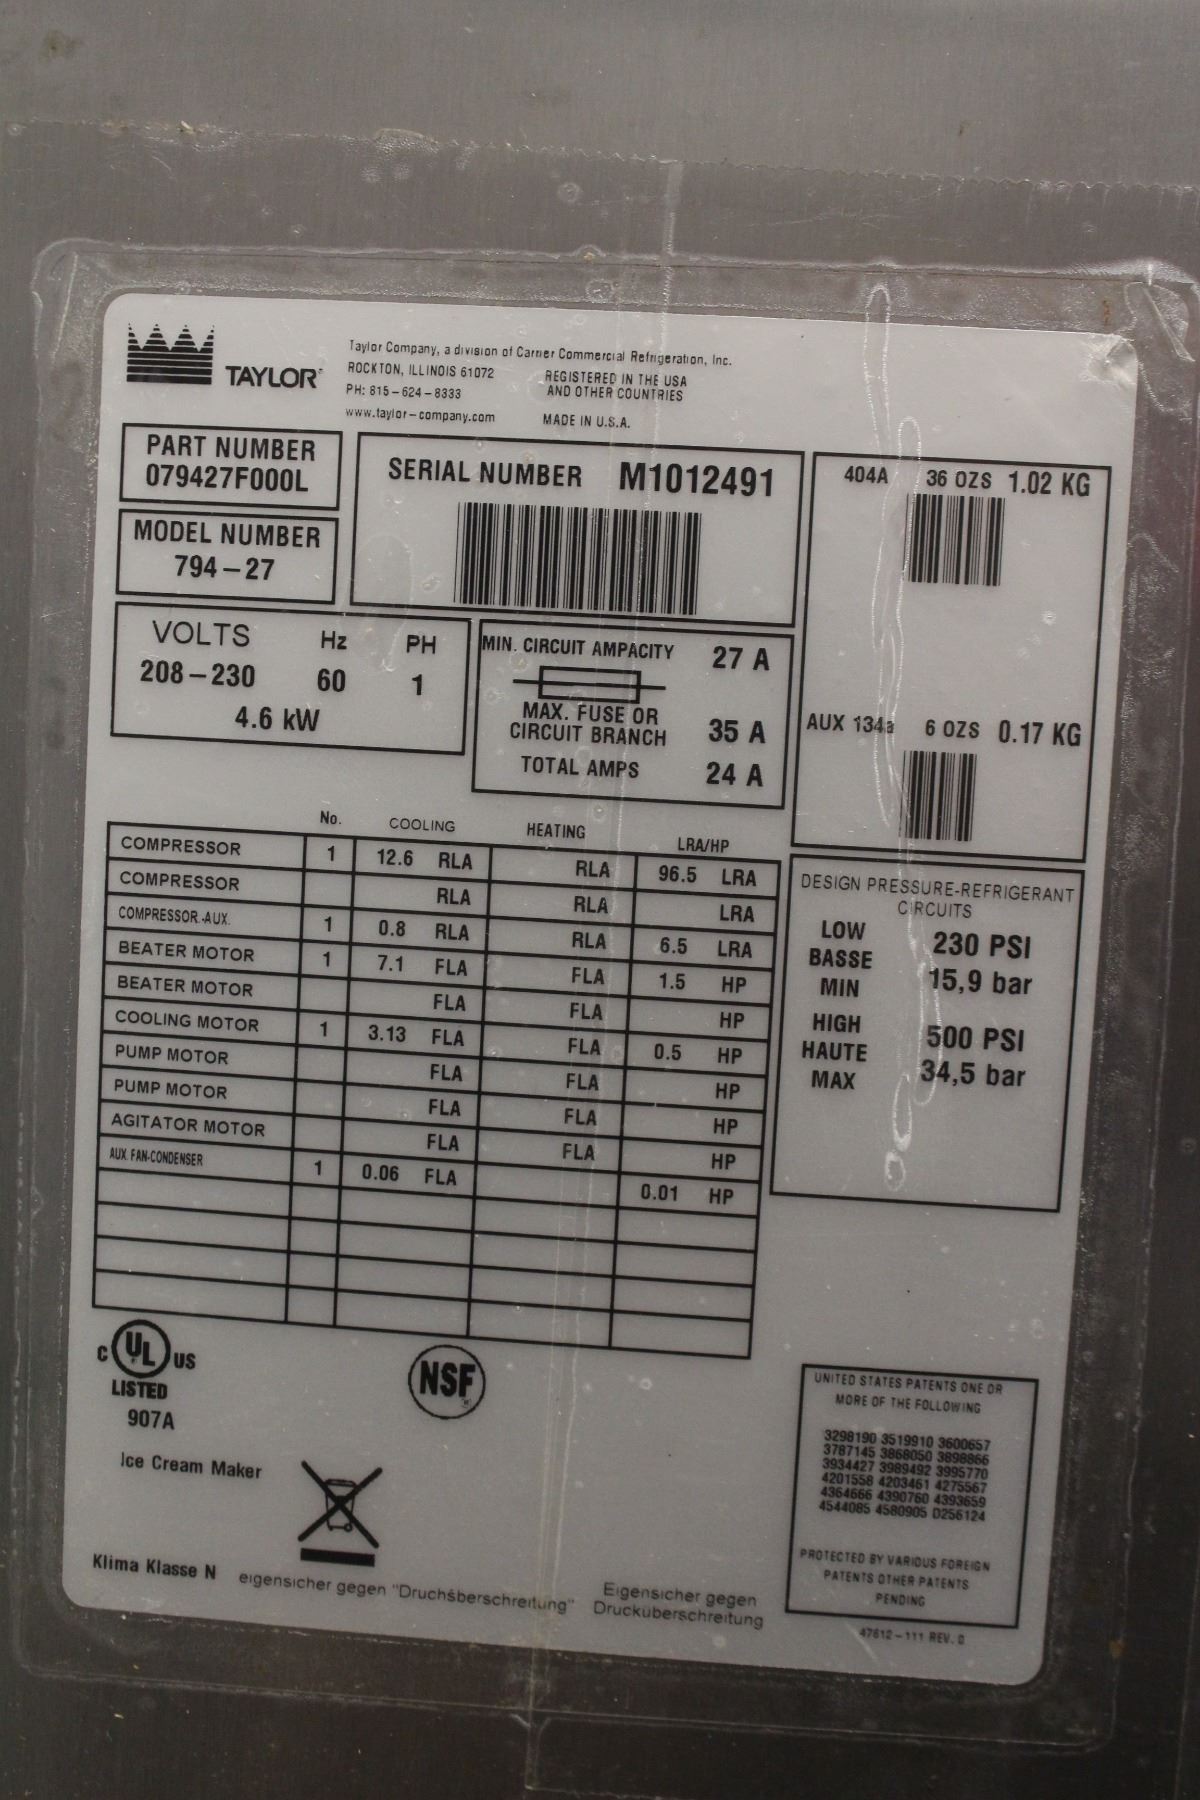 TAYLOR
Taylor Company, a division of Carrier Commercial Refrigeration, Inc.
ROCKTON, ILLINOIS 61072
PH: 815-624-8333
www.taylor-company.com
REGISTERED IN THE USA
AND OTHER COUNTRIES
MADE IN U.S.A.
PART NUMBER
079427F000L
MODEL NUMBER
794-27
SERIAL NUMBER M1012491
404A 36 OZS 1.02 KG
AUX 134a 6 OZS 0.17 KG
VOLTS Hz PH
208-230 60 1
4.6 kW
MIN. CIRCUIT AMPACITY 27 A
MAX. FUSE OR
CIRCUIT BRANCH 35 A
TOTAL AMPS 24 A
No. COOLING HEATING LRA/HP
COMPRESSOR 1 12.6 RLA RLA 96.5 LRA
COMPRESSOR RLA RLA LRA
COMPRESSOR-AUX. 1 0.8 RLA RLA 6.5 LRA
BEATER MOTOR 1 7.1 FLA FLA 1.5 HP
BEATER MOTOR FLA FLA HP
COOLING MOTOR 1 3.13 FLA FLA 0.5 HP
PUMP MOTOR FLA FLA HP
PUMP MOTOR FLA FLA HP
AGITATOR MOTOR FLA FLA HP
AUX. FAN-CONDENSER 1 0.06 FLA 0.01 HP
DESIGN PRESSURE-REFRIGERANT
CIRCUITS
LOW
BASSE
MIN
230 PSI
15,9 bar
HIGH
HAUTE
MAX
500 PSI
34,5 bar
C UL US
LISTED
907A
NSF
Ice Cream Maker
Klima Klasse N
eigensicher gegen "Druchsberschreitung"
Eigensicher gegen
Drucküberschreitung
UNITED STATES PATENTS ONE OR
MORE OF THE FOLLOWING
3298190 3519910 3600657
3787145 3868050 3898866
3934427 3989492 3995770
4201558 4203461 4275567
4364666 4390760 4393659
4544085 4580905 D256124
PROTECTED BY VARIOUS FOREIGN
PATENTS OTHER PATENTS
PENDING
47612-111 REV. 0